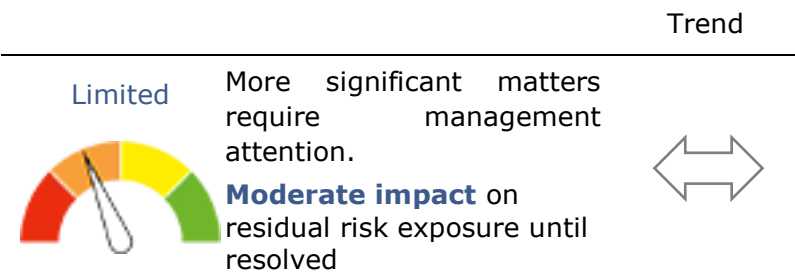 Trend
Limited
More significant matters
require management
attention.
Moderate impact on
residual risk exposure until
resolved